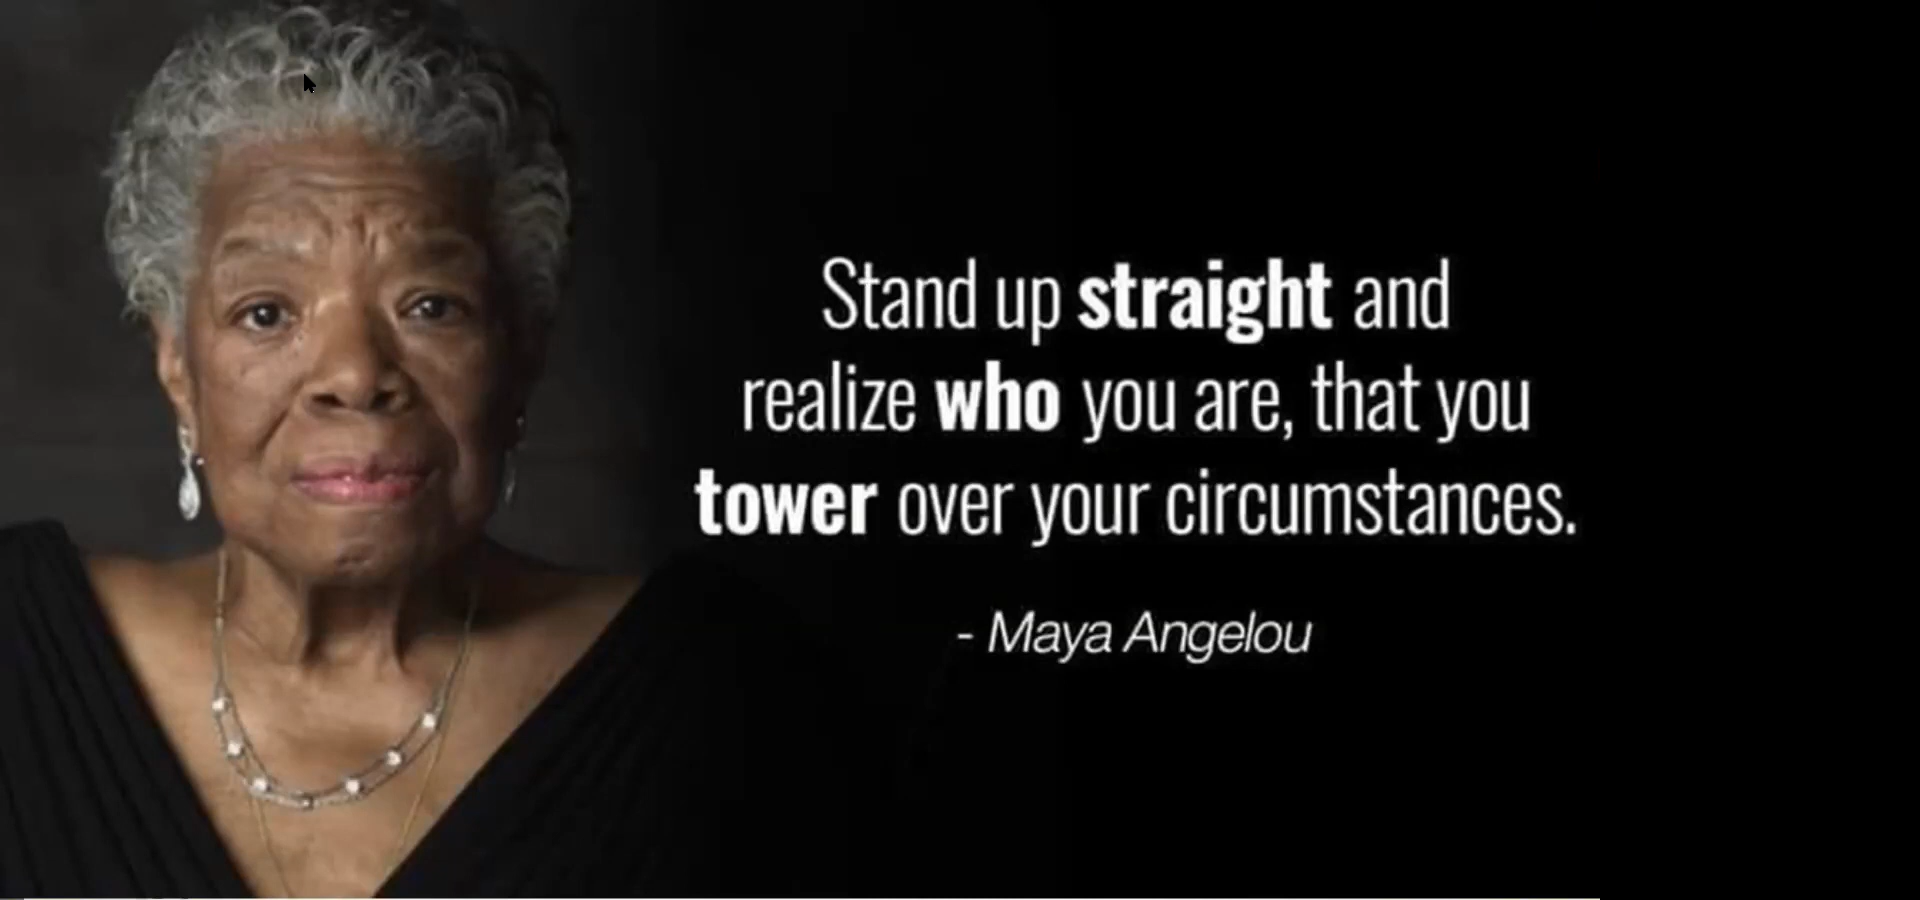 Stand up straight and
realize who you are, that you
tower over your circumstances.
- Maya Angelou